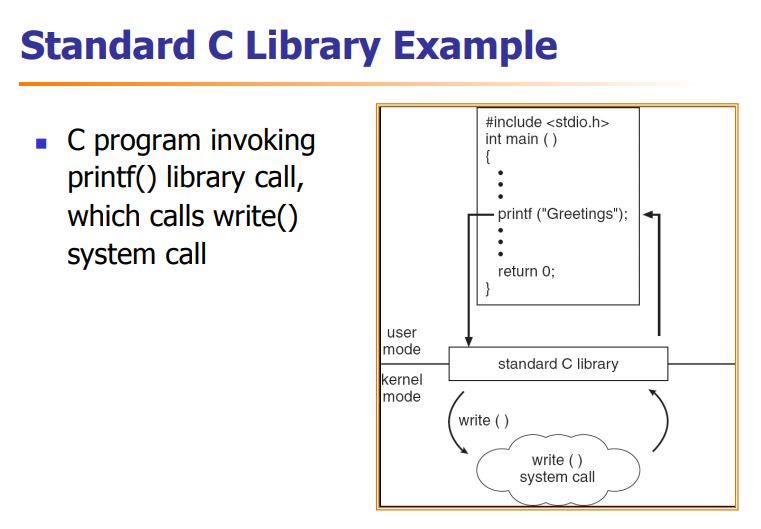 Standard C Library Example
C program invoking
printf() library call,
which calls write()
system call
#include <stdio.h>
int main ( )
{
printf ("Greetings");
return 0;
}
user
mode
standard C library
kernel
mode
write ( )
write ( )
system call